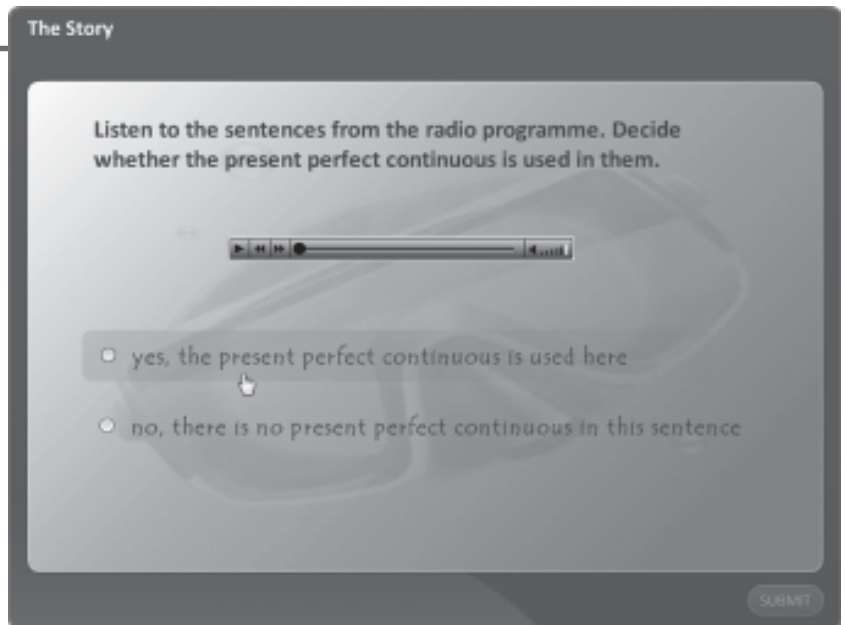 The Story
Listen to the sentences from the radio programme. Decide
whether the present perfect continuous is used in them.
yes, the present perfect continuous is used here
no, there is no present perfect continuous in this sentence
SUBMIT